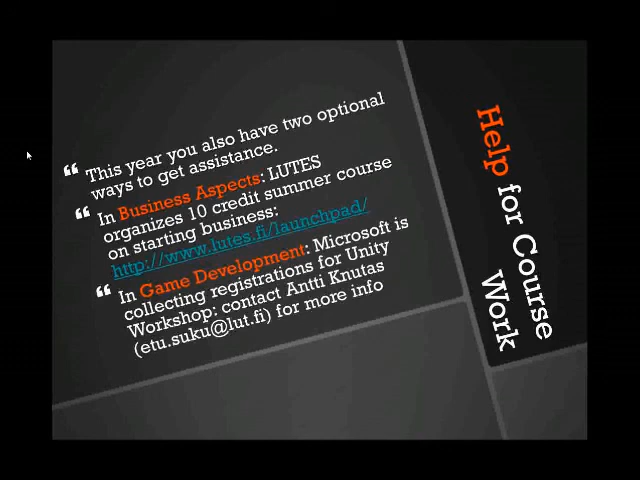 Help for Course
Work
This year you also have two optional
ways to get assistance.
In Business Aspects: LUTES
organizes 10 credit summer course
on starting business:
http://www.lutes.fi/launchpad/
In Game Development: Microsoft is
collecting registrations for Unity
Workshop: contact Antti Knutas
(etu.suku@lut.fi) for more info